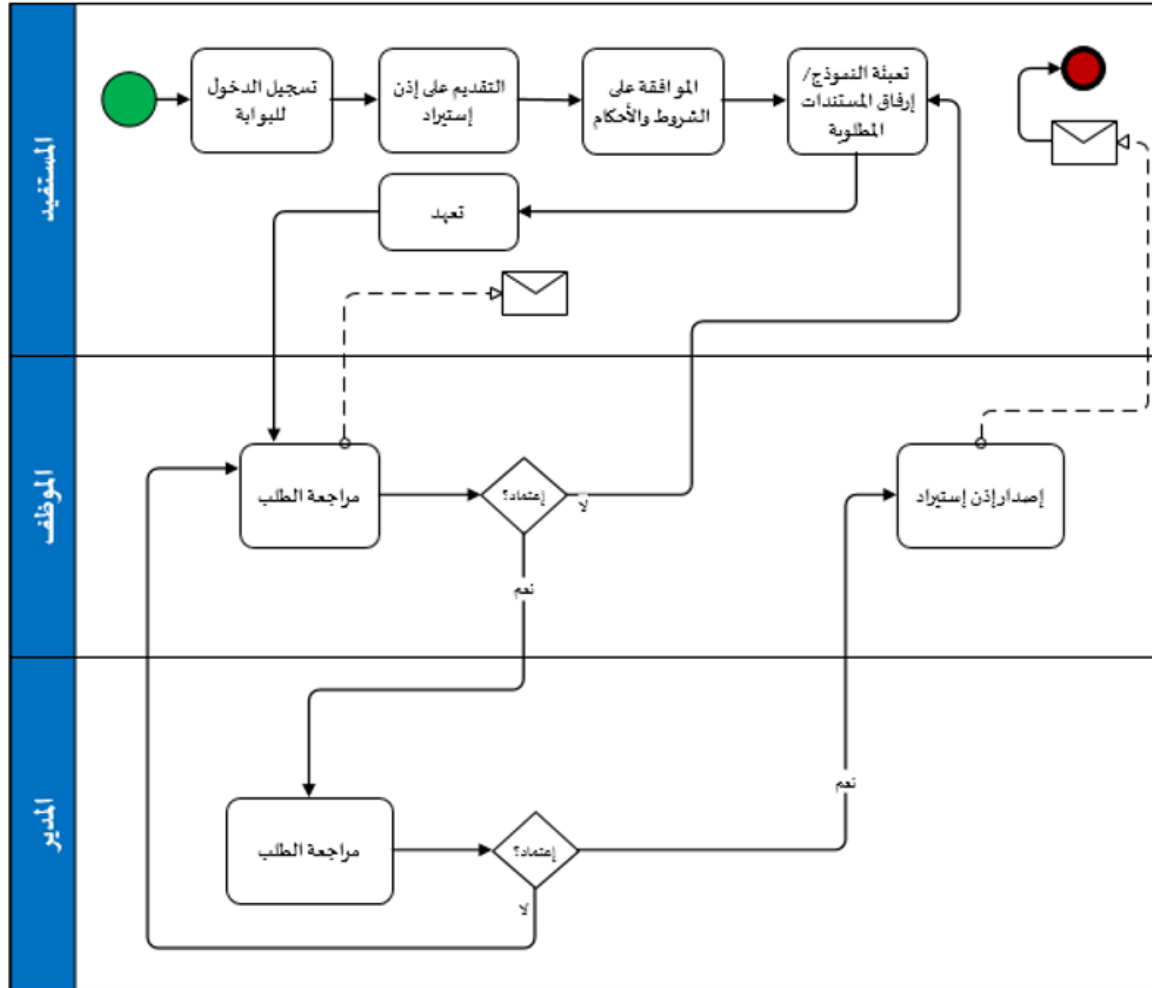 المستفيد
تسجيل الدخول
للبوابة
التقديم على إذن
إستيراد
الموافقة على
الشروط والأحكام
تعبئة النموذج/
إرفاق المستندات
المطلوبة
تعهد
الموظف
مراجعة الطلب
إعتماد؟
لا
نعم
إصدار إذن إستيراد
المدير
مراجعة الطلب
إعتماد؟
لا
نعم